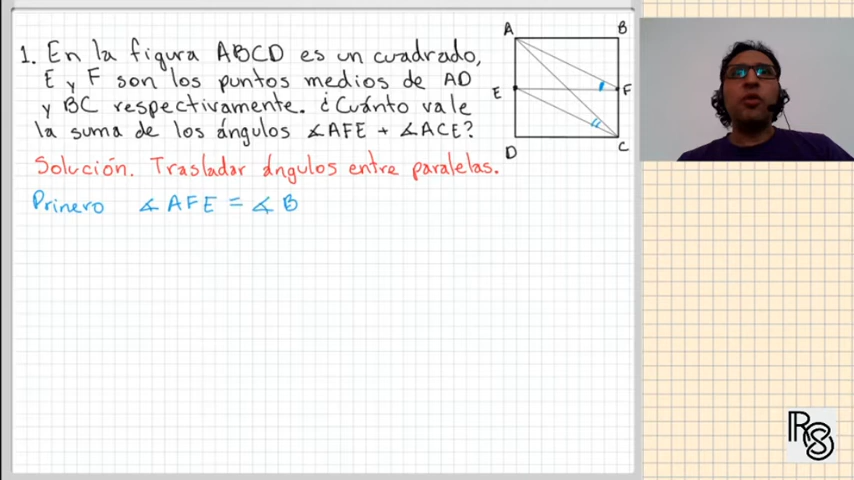 1. En la figura ABCD es un cuadrado,
E y F son los puntos medios de AD
y BC respectivamente. ¿Cuánto vale
la suma de los ángulos ∡AFE + ∡ACE?
Solución. Trasladar ángulos entre paralelas.
Prinero ∡AFE = ∡B
A B
E F
D C
RS